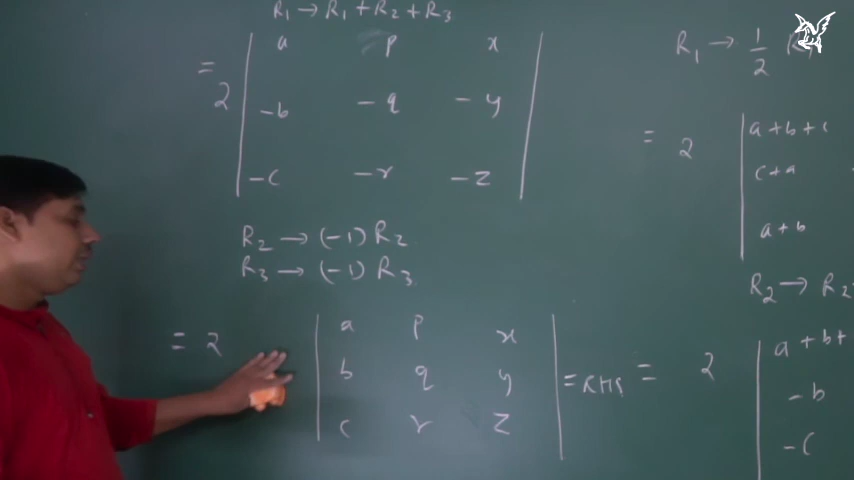 R₁ → R₁ + R₂ + R₃
= 2 | a p x |
| -b -q -y |
| -c -r -z |
R₂ → (-1) R₂
R₃ → (-1) R₃
= 2 | a p x |
| b q y | = RHS
| c r z |
R₁ → 1/2
= 2 | a+b+c
c+a
a+b
R₂ → R₂
= 2 | a+b+
-b
-c